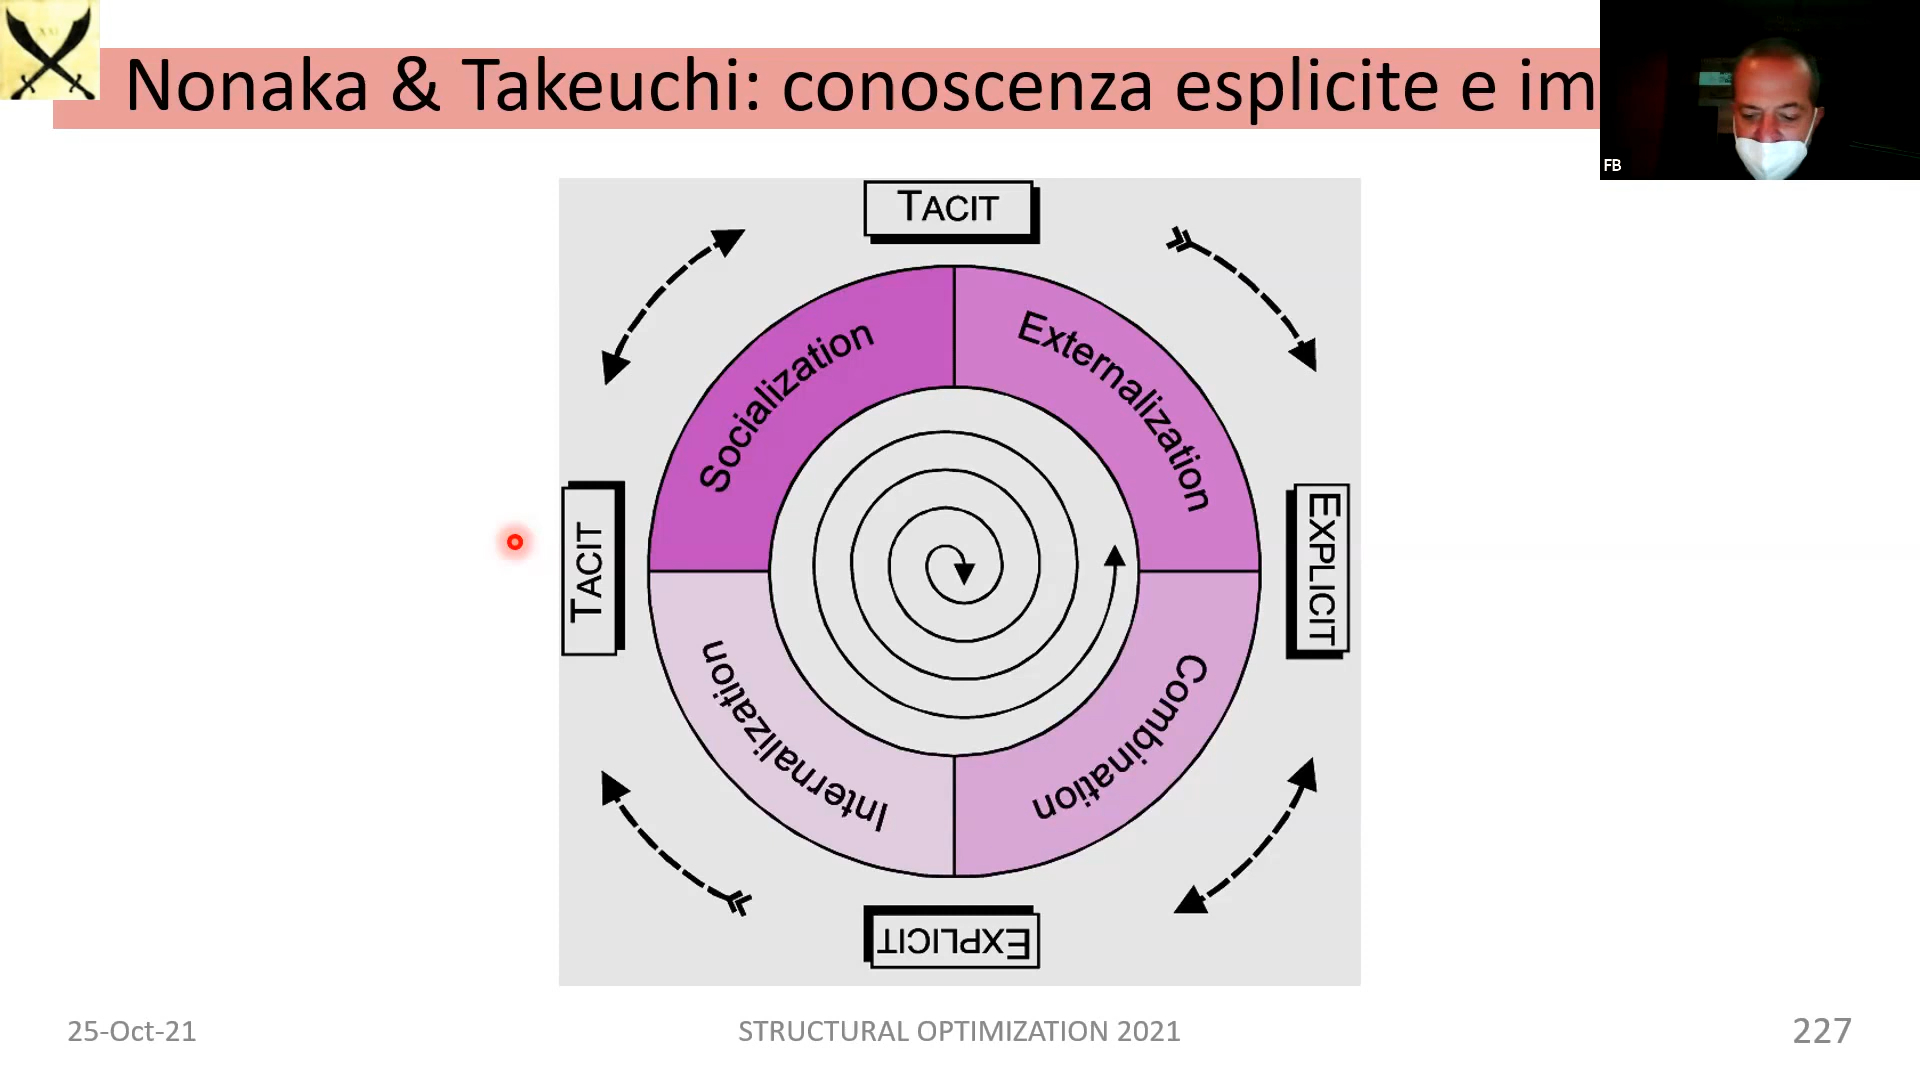 Nonaka & Takeuchi: conoscenza esplicite e im
FB
TACIT
Socialization
Externalization
TACIT
EXPLICIT
Internalization
Combination
EXPLICIT
25-Oct-21
STRUCTURAL OPTIMIZATION 2021
227